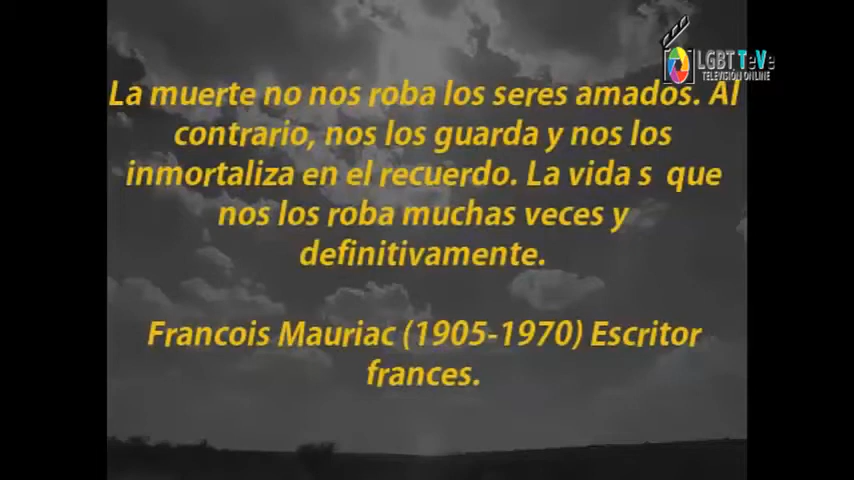 LGBT TeVe
TELEVISIÓN ONLINE
La muerte no nos roba los seres amados. Al
contrario, nos los guarda y nos los
inmortaliza en el recuerdo. La vida s que
nos los roba muchas veces y
definitivamente.
Francois Mauriac (1905-1970) Escritor
frances.